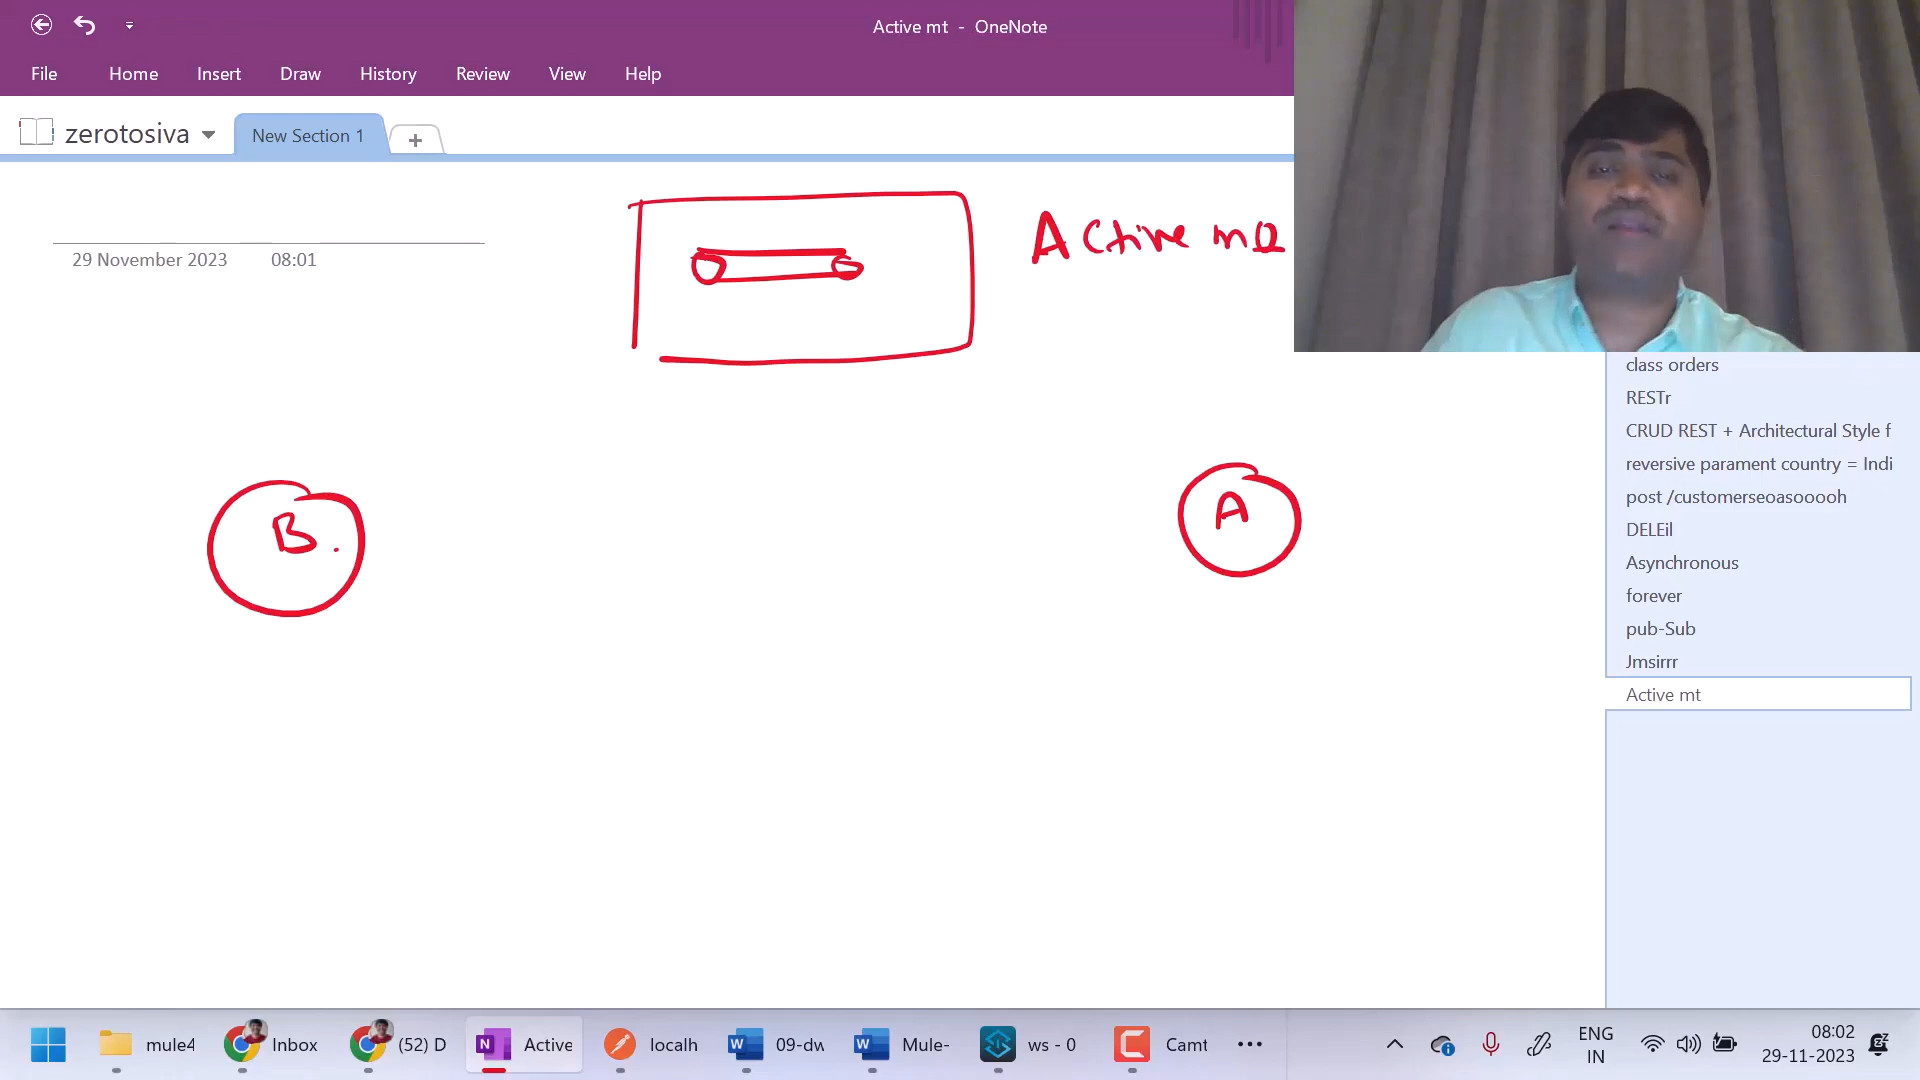 Active mt - OneNote
File Home Insert Draw History Review View Help
zerotosiva New Section 1 +
29 November 2023 08:01
Active mQ
B.
A
class orders
RESTr
CRUD REST + Architectural Style f
reversive parament country = Indi
post /customerseoasooooh
DELEil
Asynchronous
forever
pub-Sub
Jmsirrr
Active mt
mule4 Inbox (52) D Active localh 09-dw Mule- ws - 0 Camt
ENG
IN
08:02
29-11-2023